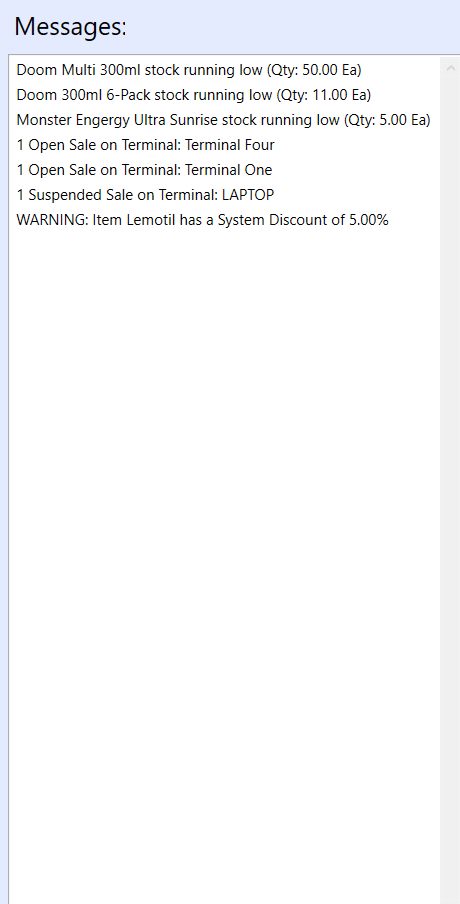 Messages:
Doom Multi 300ml stock running low (Qty: 50.00 Ea)
Doom 300ml 6-Pack stock running low (Qty: 11.00 Ea)
Monster Engergy Ultra Sunrise stock running low (Qty: 5.00 Ea)
1 Open Sale on Terminal: Terminal Four
1 Open Sale on Terminal: Terminal One
1 Suspended Sale on Terminal: LAPTOP
WARNING: Item Lemotil has a System Discount of 5.00%